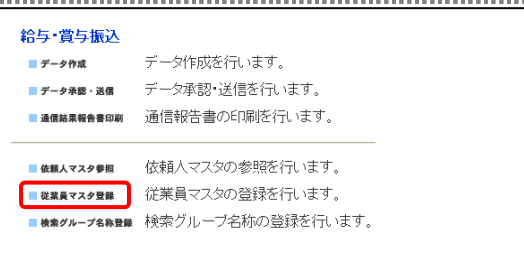 給与・賞与振込
データ作成 データ作成を行います。
データ承認・送信 データ承認・送信を行います。
通信結果報告書印刷 通信報告書の印刷を行います。
依頼人マスタ参照 依頼人マスタの参照を行います。
従業員マスタ登録 従業員マスタの登録を行います。
検索グループ名称登録 検索グループ名称の登録を行います。